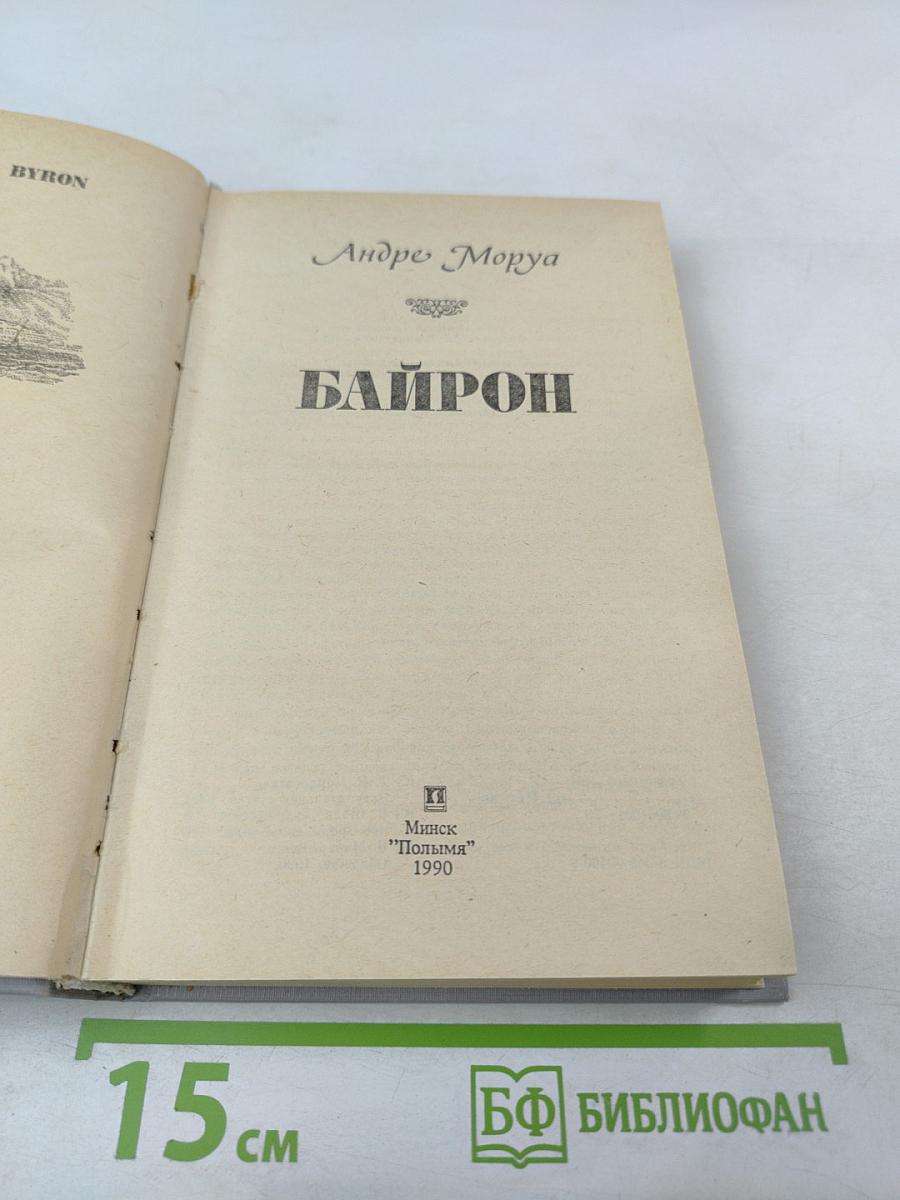 BYRON
Андре Моруа
БАЙРОН
Минск
"Полымя"
1990
15 см
БФ БИБЛИОФАН